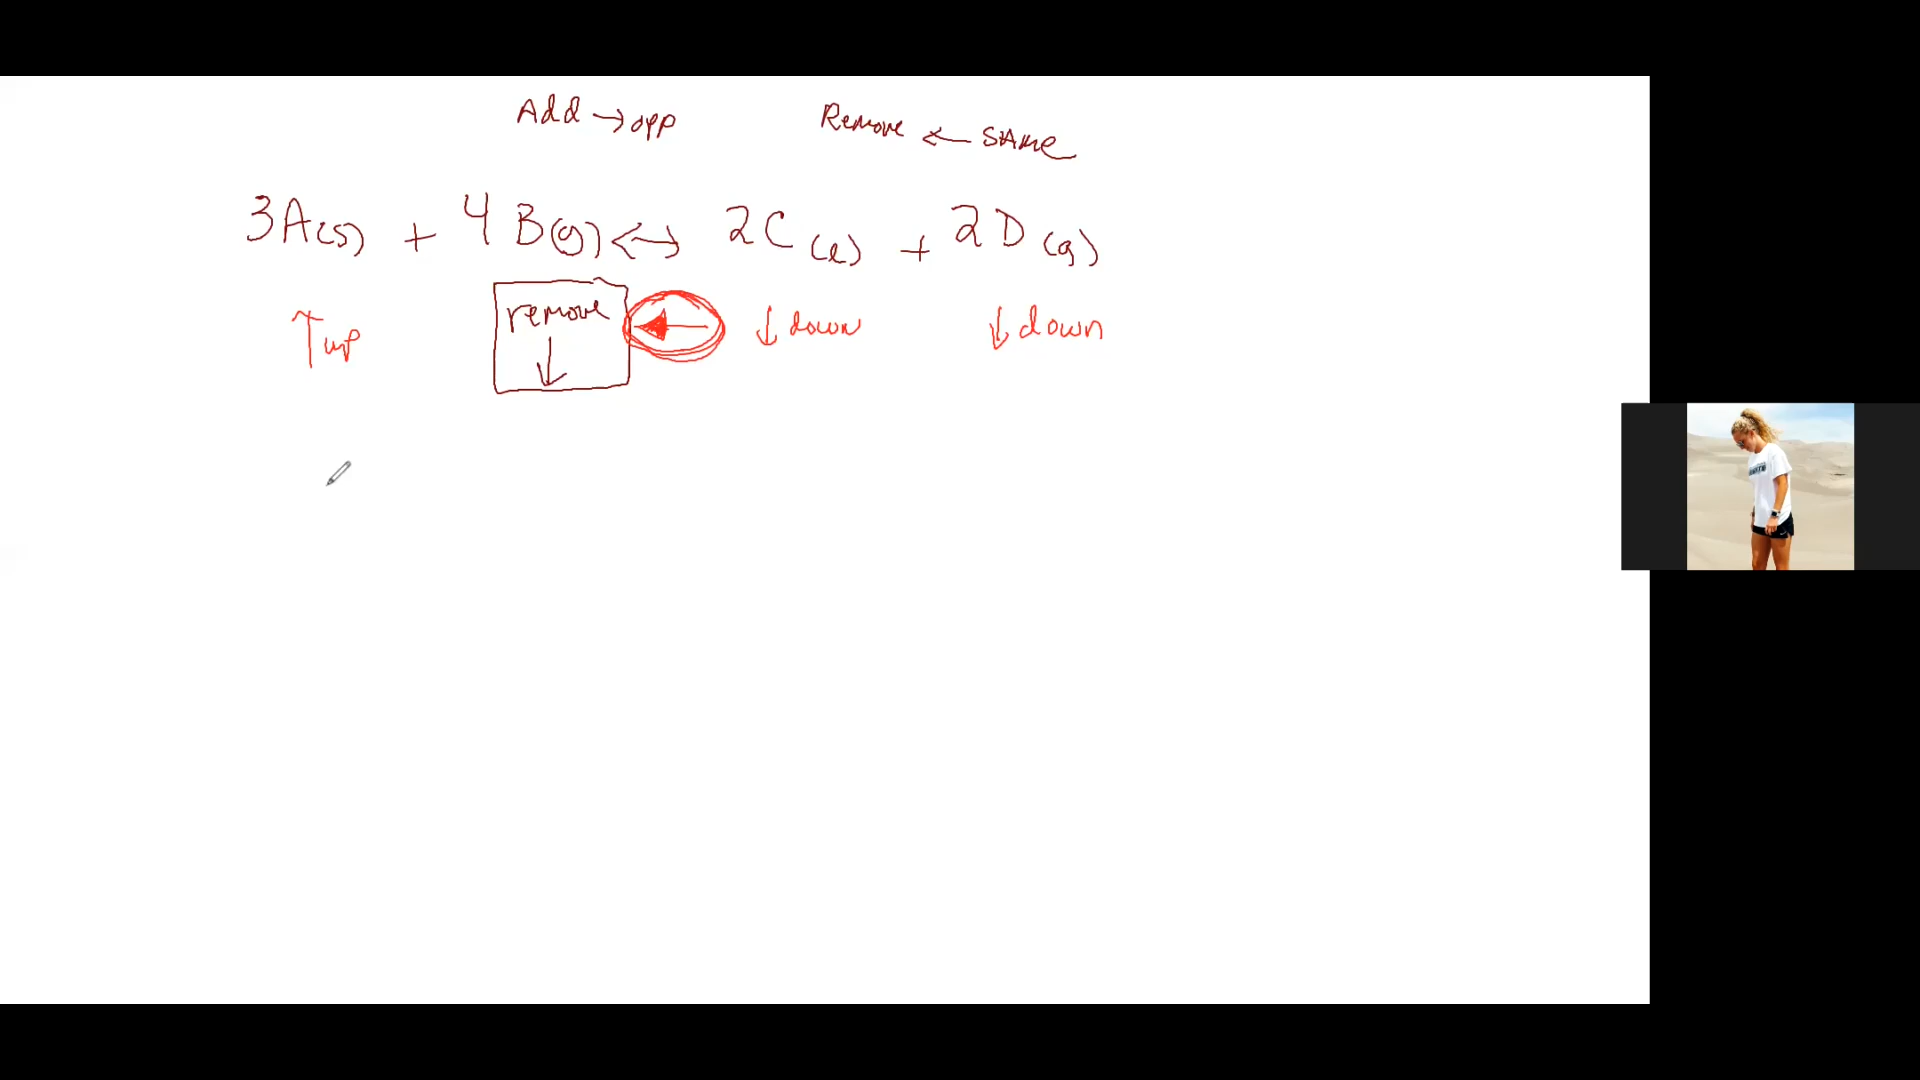 Add → opp Remove ← SAME
3A(s) + 4B(g) ↔ 2C(l) + 2D(g)
↑ up remove ← ↓ down ↓ down
↓